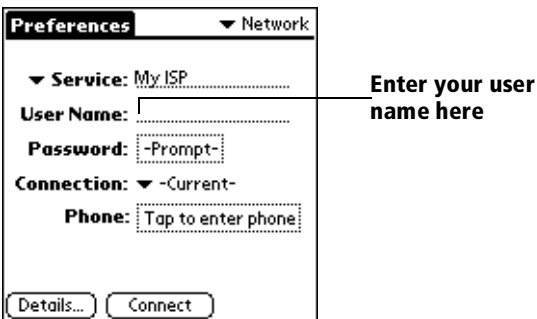 Preferences ▼ Network
▼ Service: My ISP
User Name:
Enter your user
name here
Password: -Prompt-
Connection: ▼ -Current-
Phone: Tap to enter phone
Details... Connect